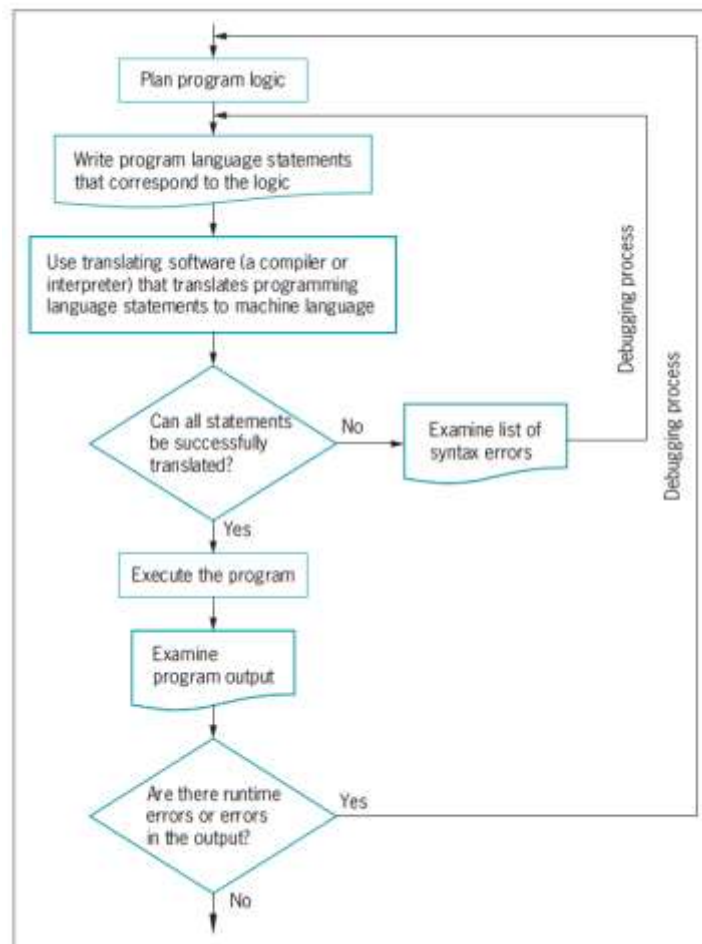 Plan program logic
Write program language statements
that correspond to the logic
Use translating software (a compiler or
interpreter) that translates programming
language statements to machine language
Can all statements
be successfully
translated?
No
Examine list of
syntax errors
Debugging process
Debugging process
Yes
Execute the program
Examine
program output
Are there runtime
errors or errors
in the output?
Yes
No